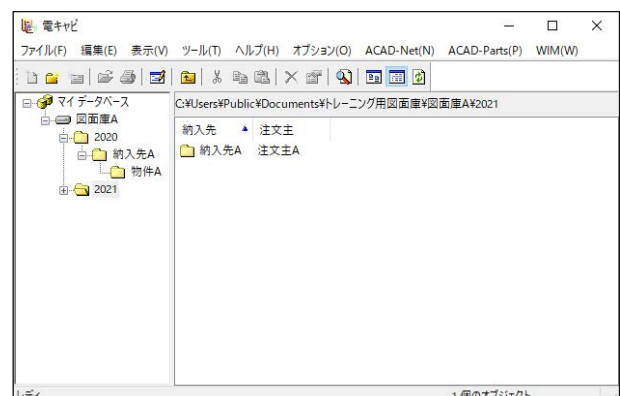 電キャビ
ファイル(F) 編集(E) 表示(V) ツール(T) ヘルプ(H) オプション(O) ACAD-Net(N) ACAD-Parts(P) WIM(W)
マイ データベース
図面庫A
2020
納入先A
物件A
2021
C:¥Users¥Public¥Documents¥トレーニング用図面庫¥図面庫A¥2021
納入先 注文主
納入先A 注文主A
レディ
1 個のオブジェクト